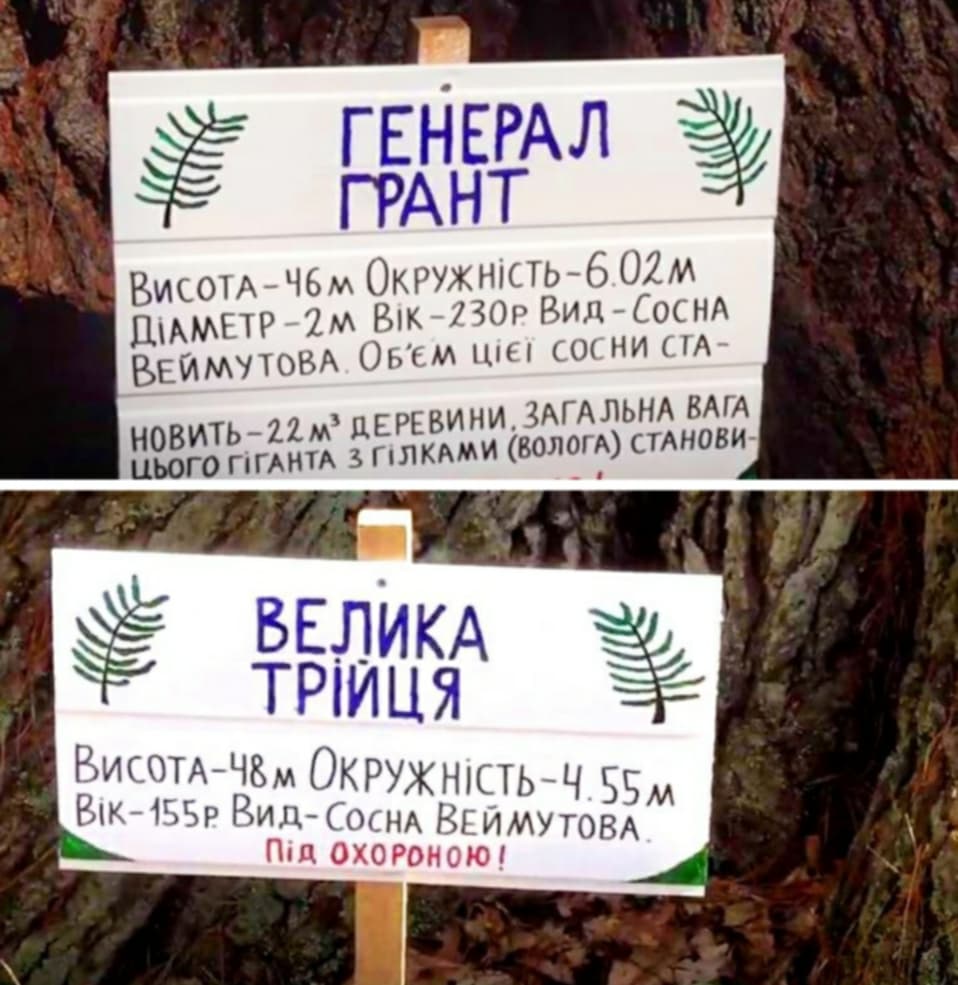 ГЕНЕРАЛ
ГРАНТ
ВИСОТА-46М ОКРУЖНІСТЬ-6.02М
ДІАМЕТР-2М ВІК-230Р. ВИД-СОСНА
ВЕЙМУТОВА. ОБ'ЄМ ЦІЄЇ СОСНИ СТА-
НОВИТЬ-22М³ ДЕРЕВИНИ, ЗАГАЛЬНА ВАГА
ЦЬОГО ГІГАНТА З ГІЛКАМИ (ВОЛОГА) СТАНОВИ-
ВЕЛИКА
ТРІЙЦЯ
ВИСОТА-48М ОКРУЖНІСТЬ-4.55М
ВІК-155Р. ВИД-СОСНА ВЕЙМУТОВА.
ПІД ОХОРОНОЮ!